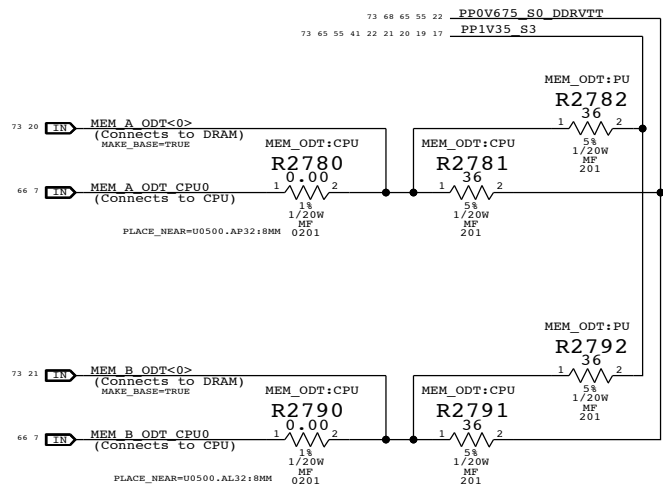 73 68 65 55 22 PP0V675_S0_DDRVTT
73 65 55 41 22 21 20 19 17 PP1V35_S3
MEM_ODT:PU
R2782
36
1 2
5%
1/20W
MF
201
73 20 IN MEM_A_ODT<0>
(Connects to DRAM)
MAKE_BASE=TRUE
MEM_ODT:CPU
R2780
0.00
1 2
1%
1/20W
MF
0201
MEM_ODT:CPU
R2781
36
1 2
5%
1/20W
MF
201
66 7 IN MEM_A_ODT_CPU0
(Connects to CPU)
PLACE_NEAR=U0500.AP32:8MM
MEM_ODT:PU
R2792
36
1 2
5%
1/20W
MF
201
73 21 IN MEM_B_ODT<0>
(Connects to DRAM)
MAKE_BASE=TRUE
MEM_ODT:CPU
R2790
0.00
1 2
1%
1/20W
MF
0201
MEM_ODT:CPU
R2791
36
1 2
5%
1/20W
MF
201
66 7 IN MEM_B_ODT_CPU0
(Connects to CPU)
PLACE_NEAR=U0500.AL32:8MM